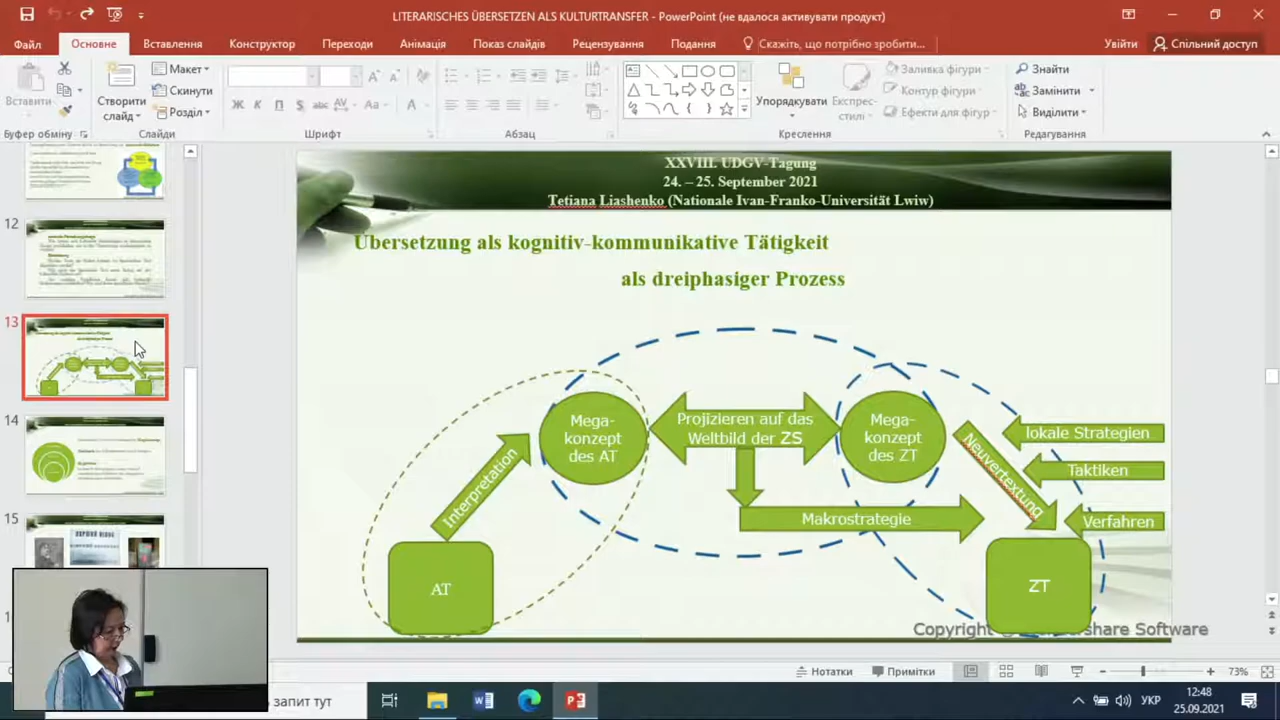 LITERARISCHES ÜBERSETZEN ALS KULTURTRANSFER - PowerPoint (не вдалося активувати продукт)
Файл Основне Вставлення Конструктор Переходи Анімація Показ слайдів Рецензування Подання Скажіть, що потрібно зробити... Увійти Спільний доступ
Вставити
Створити слайд
Макет
Скинути
Розділ
Упорядкувати
Експрес-стилі
Заливка фігури
Контур фігури
Ефекти для фігур
Знайти
Замінити
Виділити
Буфер обміну Слайди Шрифт Абзац Креслення Редагування
12
13
14
15
XXVIII. UDGV-Tagung
24. – 25. September 2021
Tetiana Liashenko (Nationale Ivan-Franko-Universität Lwiw)
Übersetzung als kognitiv-kommunikative Tätigkeit
als dreiphasiger Prozess
Mega-
konzept
des AT
Projizieren auf das
Weltbild der ZS
Mega-
konzept
des ZT
Interpretation
Neuvertextung
lokale Strategien
Taktiken
Verfahren
Makrostrategie
AT
ZT
Copyright share Software
Нотатки Примітки 73%
запит тут
УКР
12:48
25.09.2021